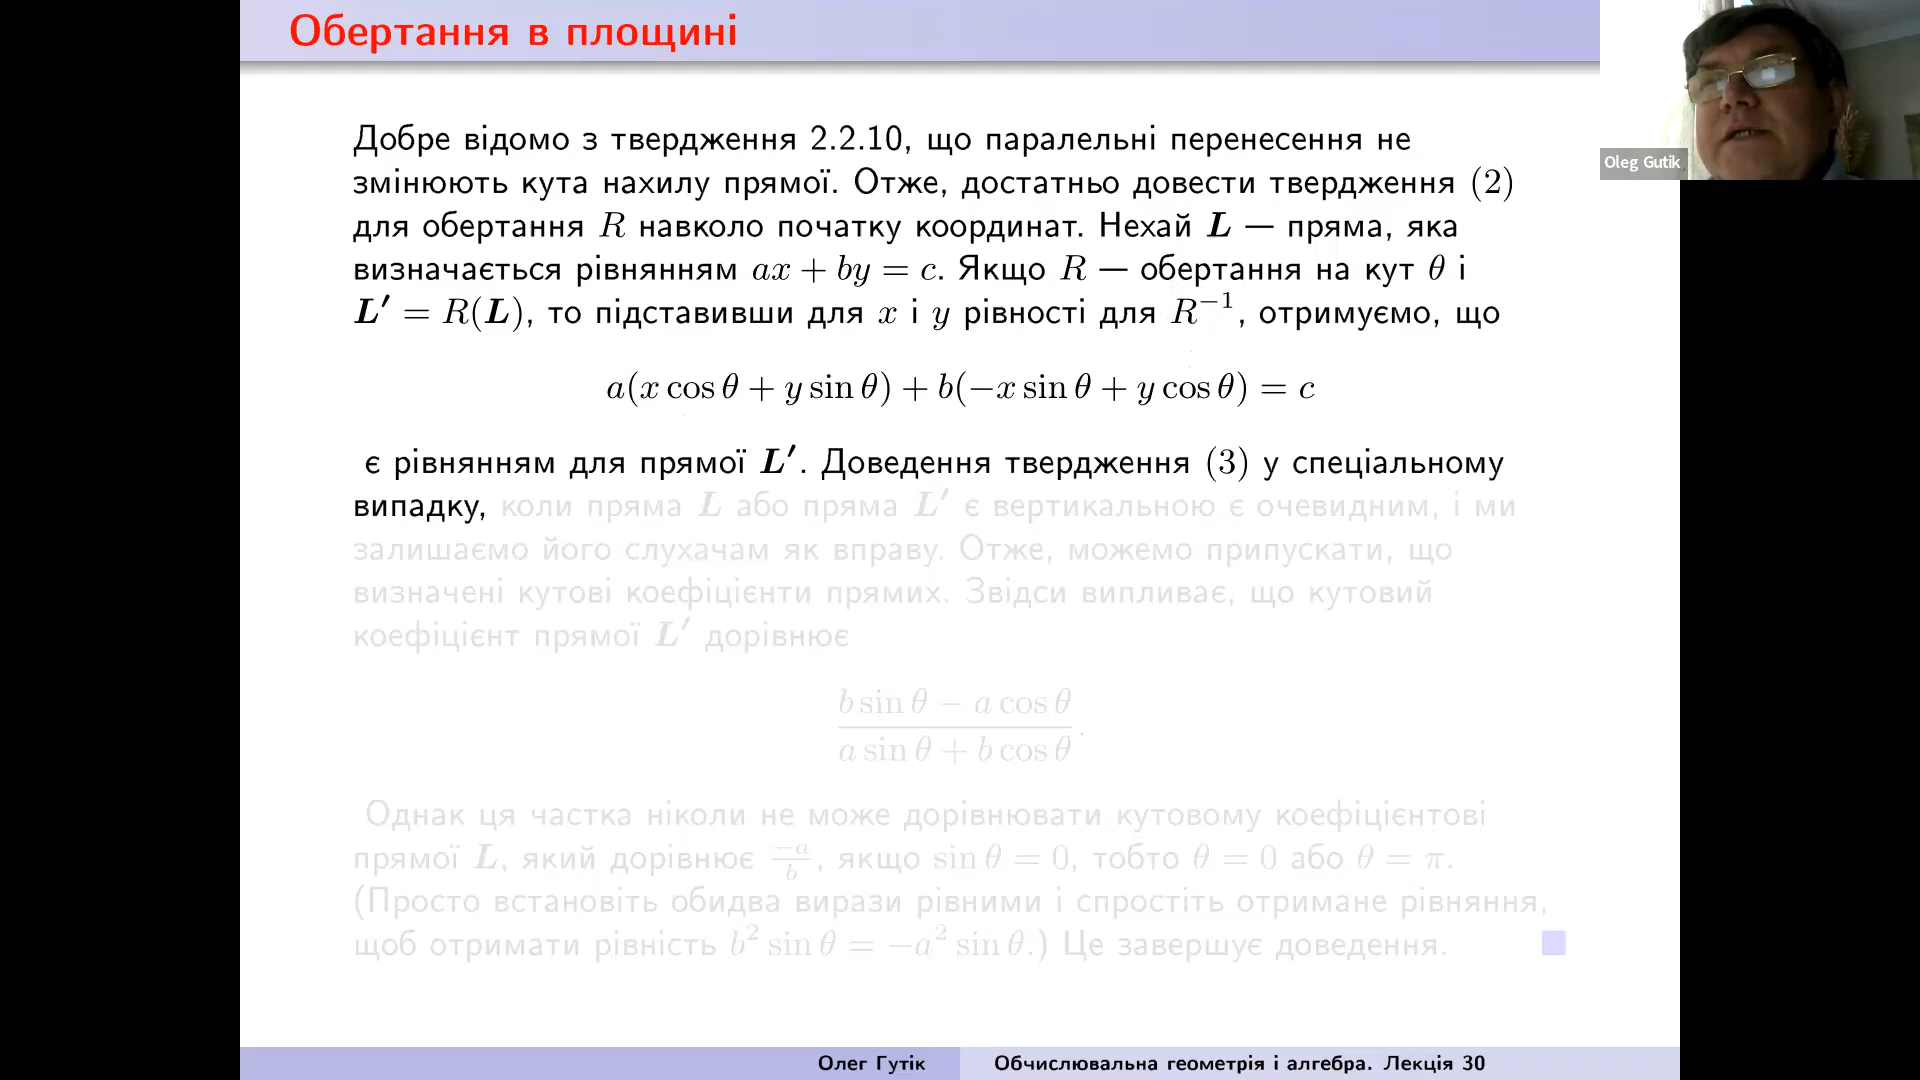 Обертання в площині
Oleg Gutik
Добре відомо з твердження 2.2.10, що паралельні перенесення не
змінюють кута нахилу прямої. Отже, достатньо довести твердження (2)
для обертання R навколо початку координат. Нехай L — пряма, яка
визначається рівнянням ax + by = c. Якщо R — обертання на кут θ і
L′ = R(L), то підставивши для x і y рівності для R⁻¹, отримуємо, що
a(x cos θ + y sin θ) + b(−x sin θ + y cos θ) = c
є рівнянням для прямої L′. Доведення твердження (3) у спеціальному
випадку, коли пряма L або пряма L′ є вертикальною є очевидним, і ми
залишаємо його слухачам як вправу. Отже, можемо припускати, що
визначені кутові коефіцієнти прямих. Звідси випливає, що кутовий
коефіцієнт прямої L′ дорівнює
b sin θ − a cos θ
a sin θ + b cos θ.
Однак ця частка ніколи не може дорівнювати кутовому коефіцієнтові
прямої L, який дорівнює −a/b, якщо sin θ = 0, тобто θ = 0 або θ = π.
(Просто встановіть обидва вирази рівними і спростіть отримане рівняння,
щоб отримати рівність b² sin θ = −a² sin θ.) Це завершує доведення.
Олег Гутік
Обчислювальна геометрія і алгебра. Лекція 30